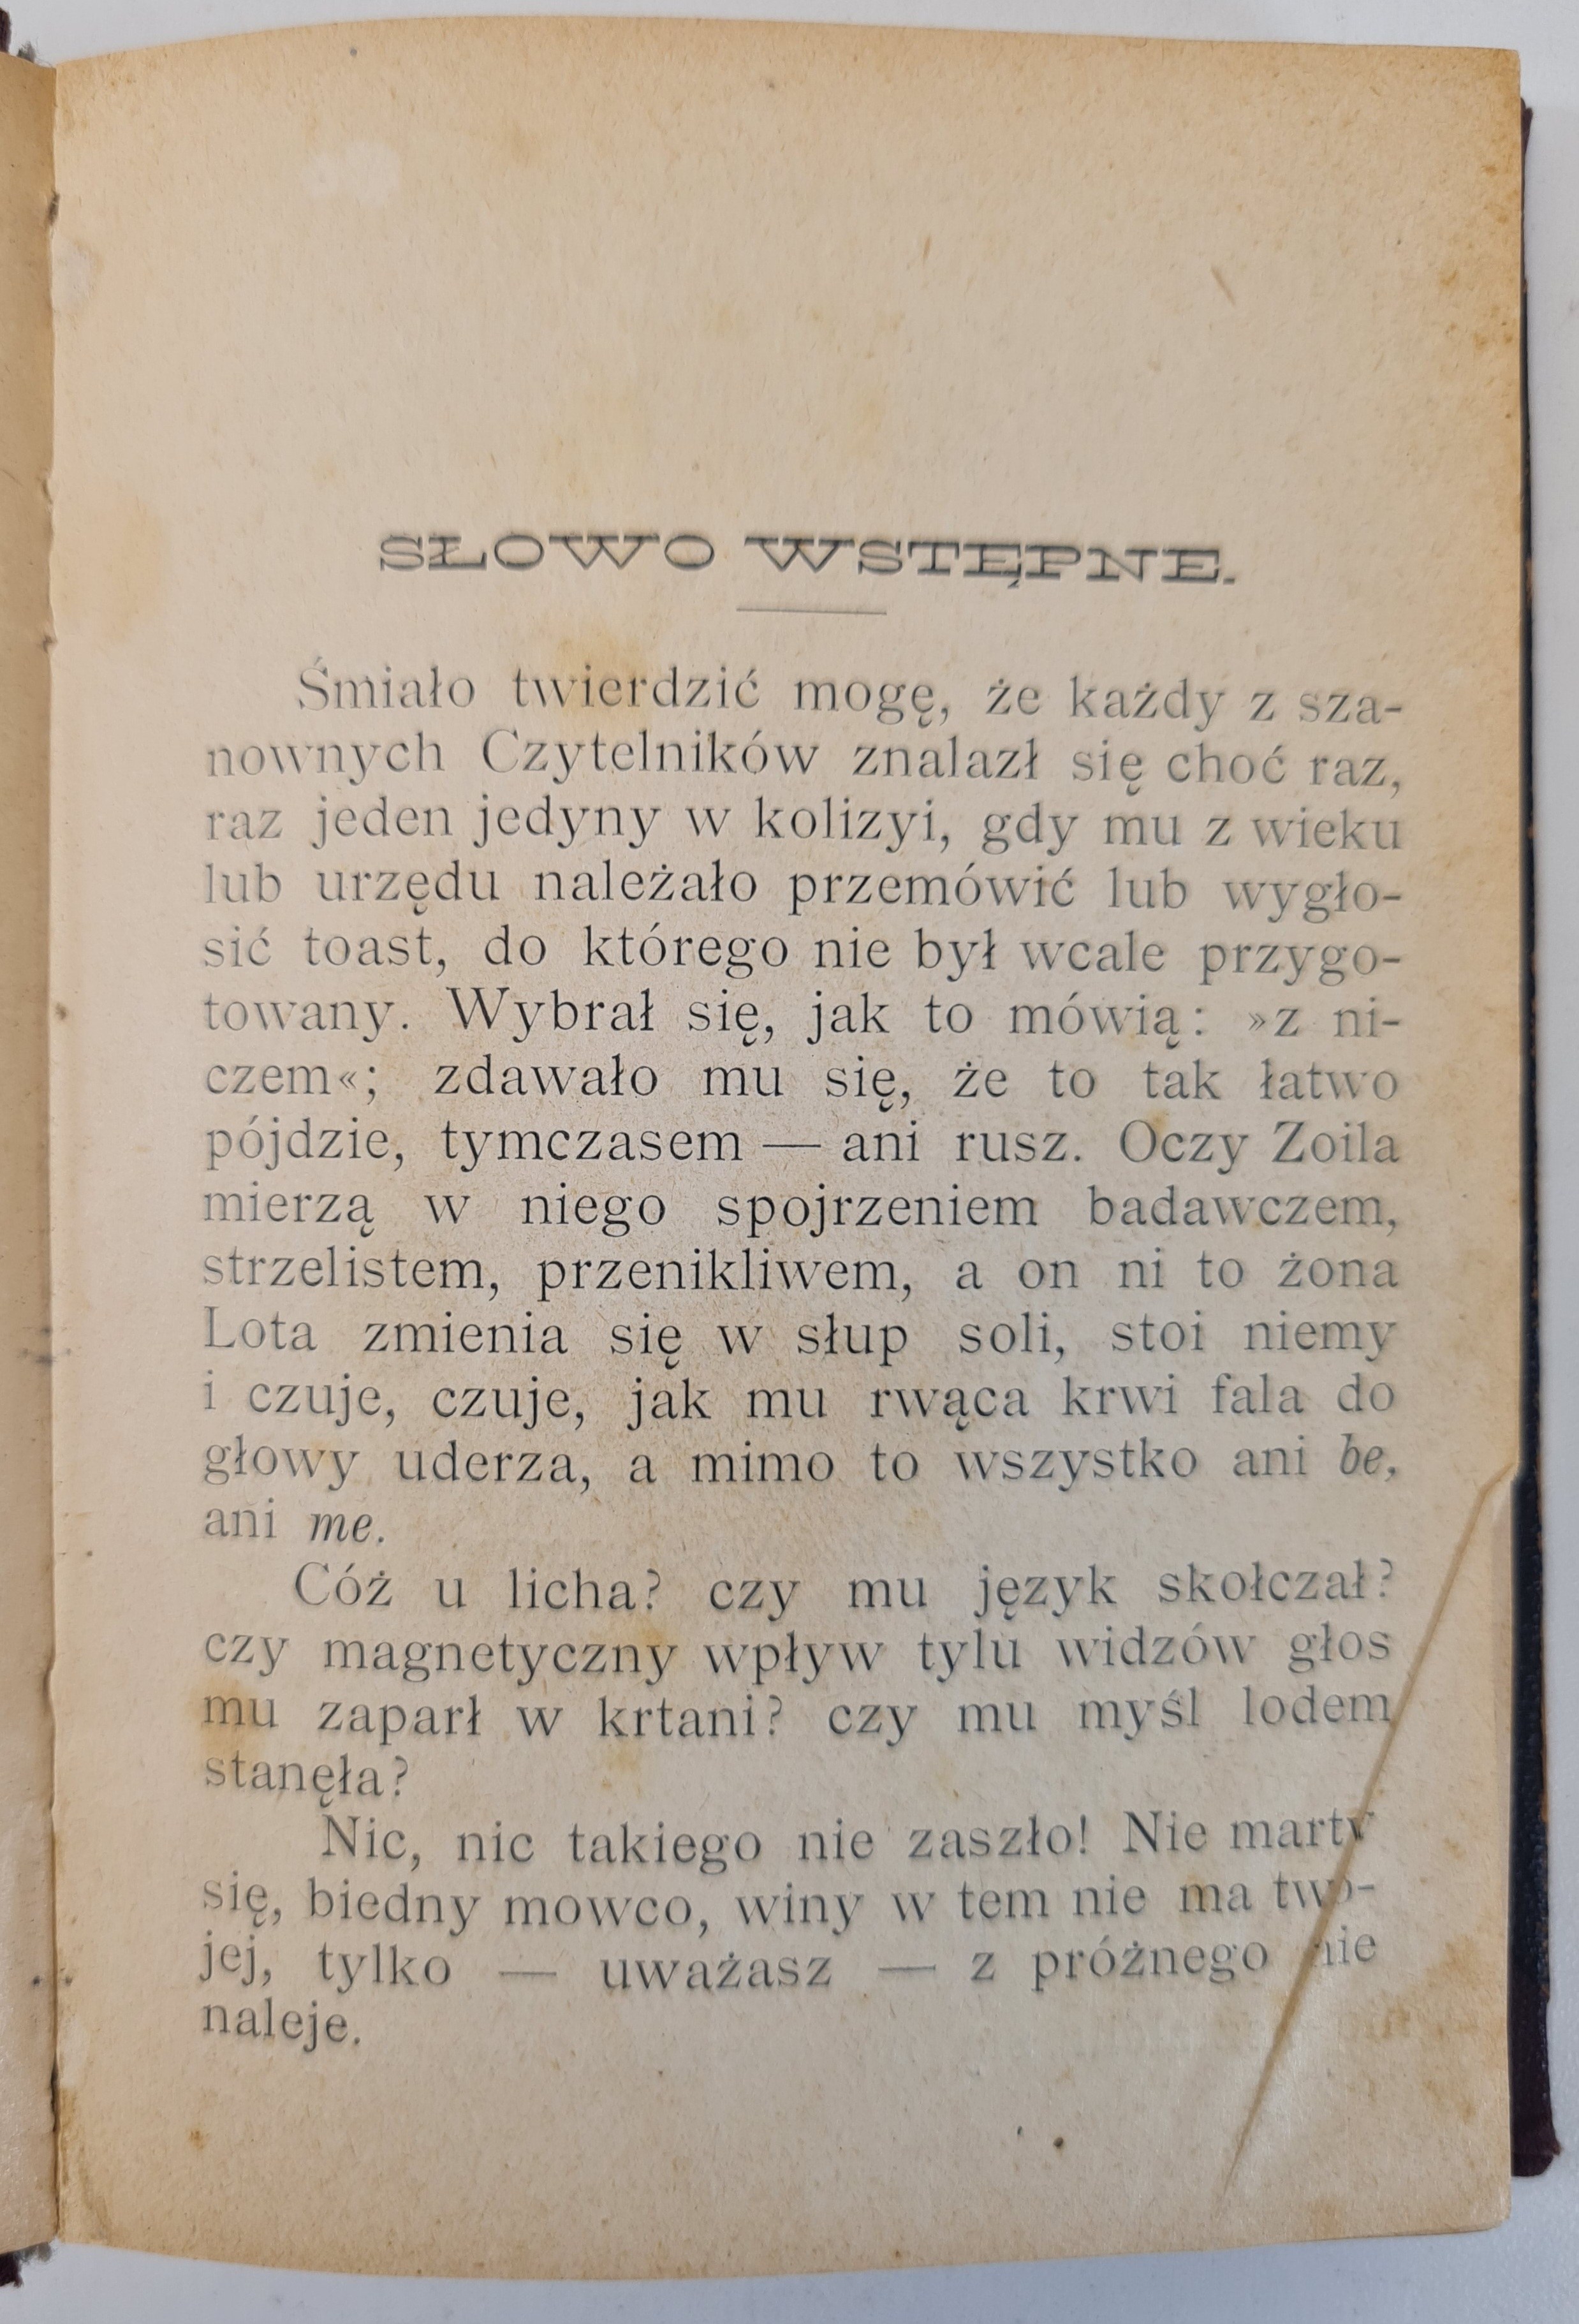 SŁOWO WSTĘPNE.
Śmiało twierdzić mogę, że każdy z sza-
nownych Czytelników znalazł się choć raz,
raz jeden jedyny w kolizyi, gdy mu z wieku
lub urzędu należało przemówić lub wygło-
sić toast, do którego nie był wcale przygo-
towany. Wybrał się, jak to mówią: »z ni-
czem«; zdawało mu się, że to tak łatwo
pójdzie, tymczasem — ani rusz. Oczy Zoila
mierzą w niego spojrzeniem badawczem,
strzelistem, przenikliwem, a on ni to żona
Lota zmienia się w słup soli, stoi niemy
i czuje, czuje, jak mu rwąca krwi fala do
głowy uderza, a mimo to wszystko ani be,
ani me.
Cóż u licha? czy mu język skołczał?
czy magnetyczny wpływ tylu widzów głos
mu zaparł w krtani? czy mu myśl lodem
stanęła?
Nic, nic takiego nie zaszło! Nie martw
się, biedny mowco, winy w tem nie ma two-
jej, tylko — uważasz — z próżnego nie
naleje.